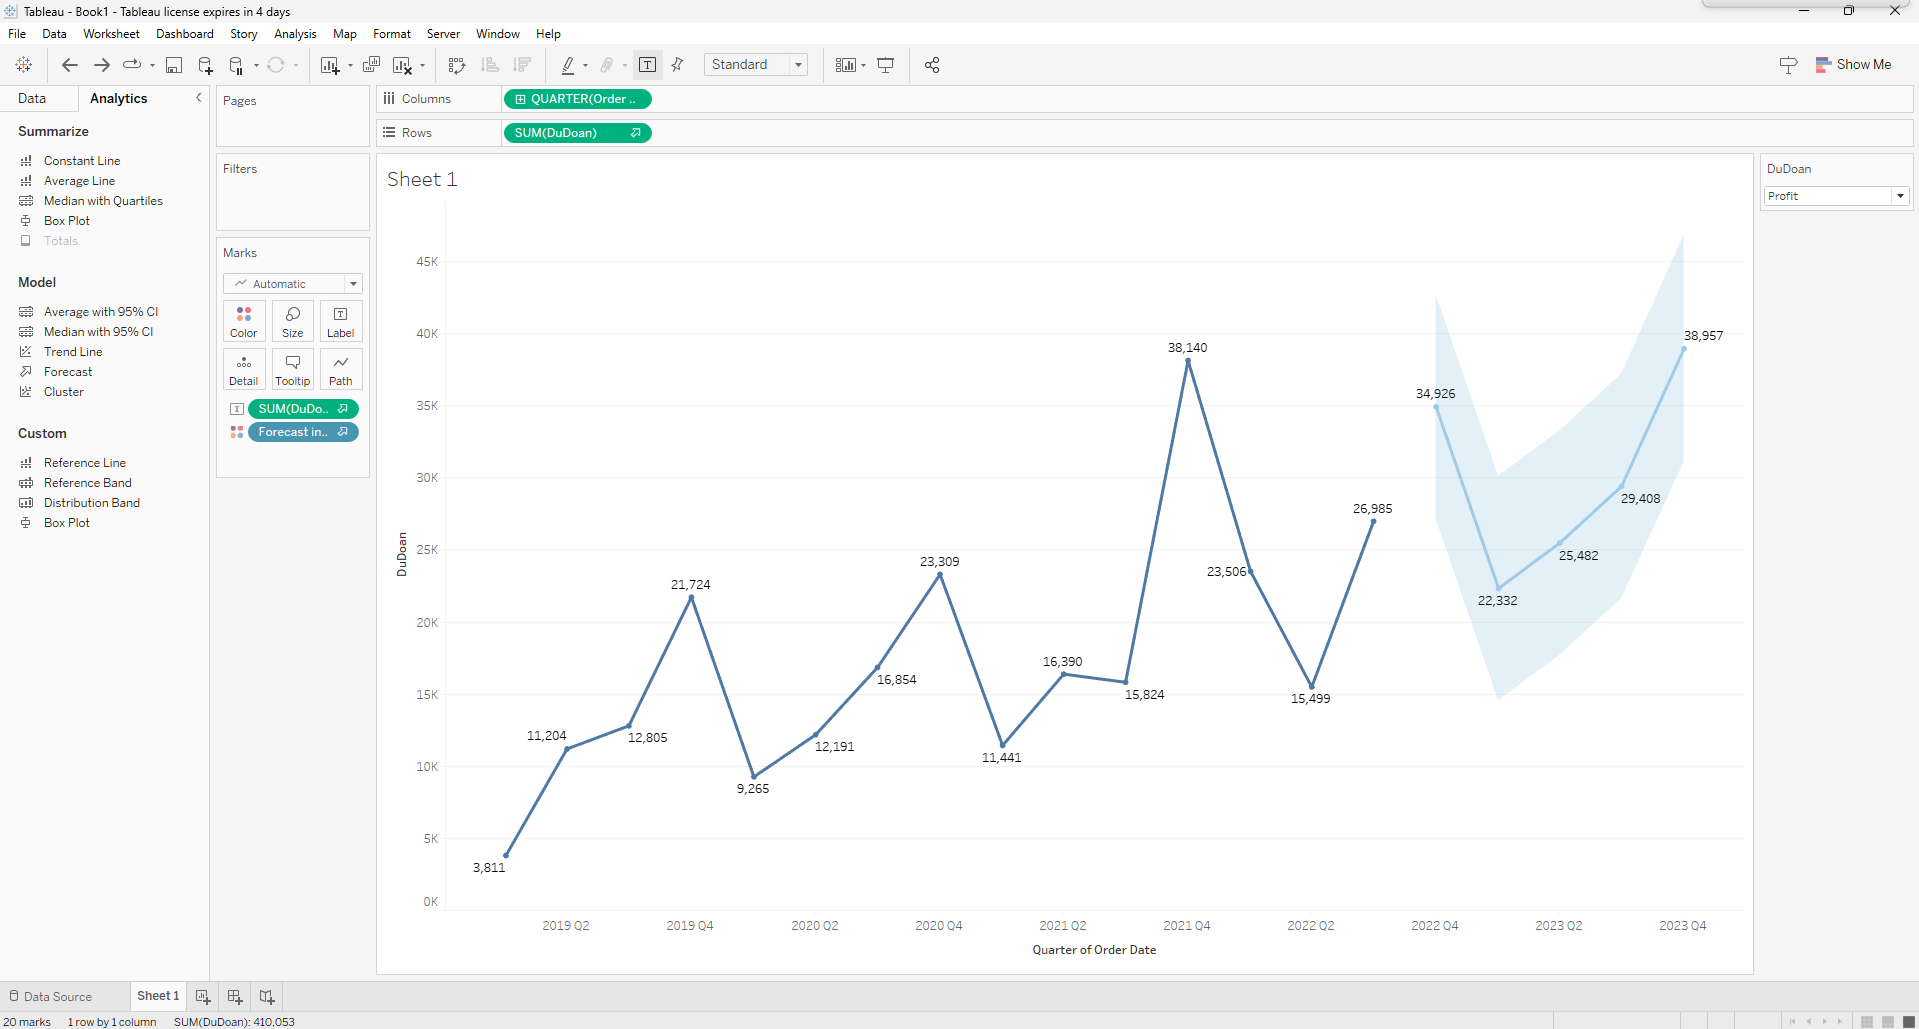 Tableau - Book1 - Tableau license expires in 4 days
File Data Worksheet Dashboard Story Analysis Map Format Server Window Help
Standard
Show Me
Data Analytics
Summarize
Constant Line
Average Line
Median with Quartiles
Box Plot
Totals
Model
Average with 95% CI
Median with 95% CI
Trend Line
Forecast
Cluster
Custom
Reference Line
Reference Band
Distribution Band
Box Plot
Pages
Filters
Marks
Automatic
Color Size Label
Detail Tooltip Path
SUM(DuDo..
Forecast in..
Columns QUARTER(Order ..
Rows SUM(DuDoan)
Sheet 1
DuDoan
45K
40K
35K
30K
25K
20K
15K
10K
5K
0K
3,811
11,204
12,805
21,724
9,265
12,191
16,854
23,309
11,441
16,390
15,824
38,140
23,506
15,499
26,985
34,926
22,332
25,482
29,408
38,957
2019 Q2 2019 Q4 2020 Q2 2020 Q4 2021 Q2 2021 Q4 2022 Q2 2022 Q4 2023 Q2 2023 Q4
Quarter of Order Date
DuDoan
Profit
Data Source Sheet 1
20 marks 1 row by 1 column SUM(DuDoan): 410,053